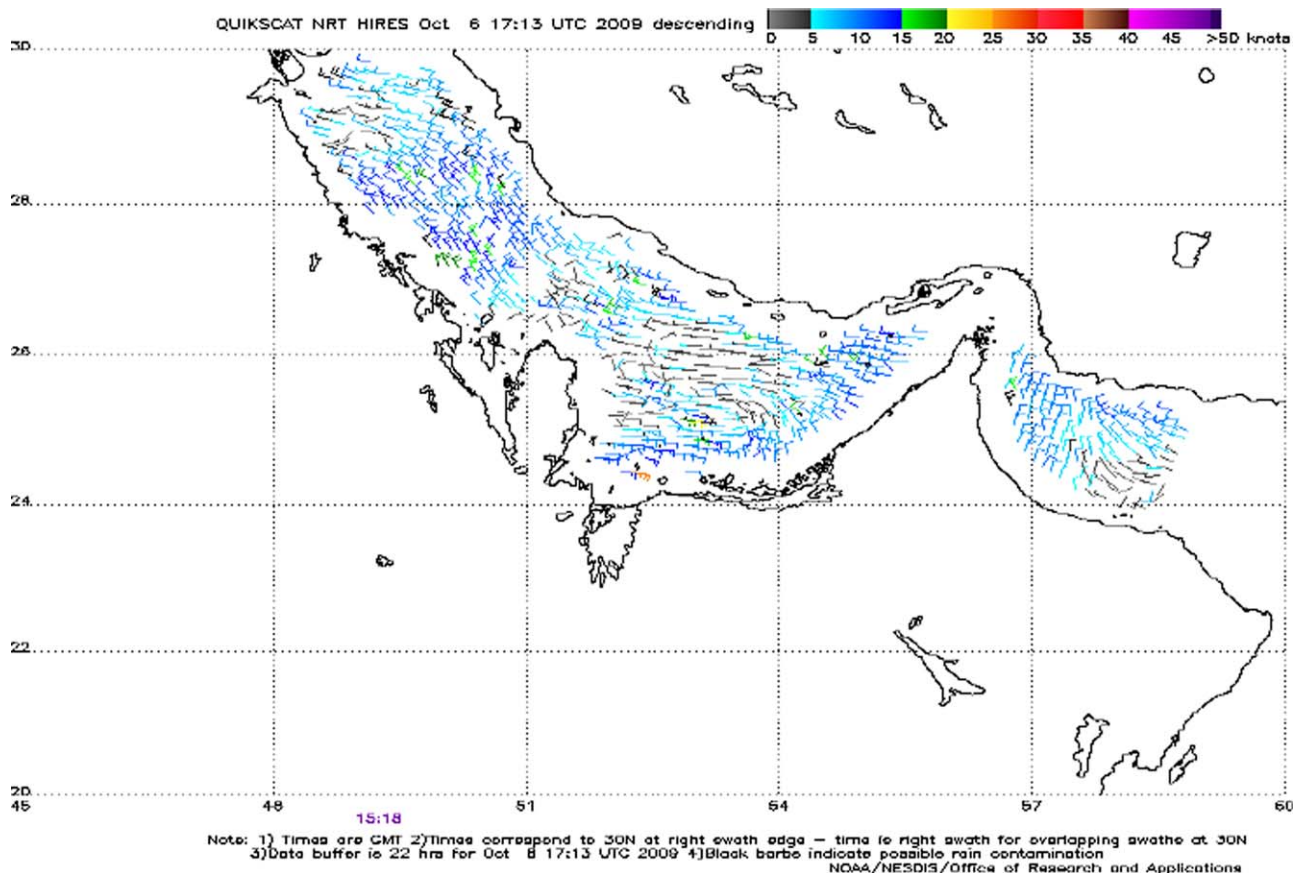 QUIKSCAT NRT HIRES Oct 6 17:13 UTC 2009 descending
0 5 10 15 20 25 30 35 40 45 >50 knots
30
28
26
24
22
20
45 48 51 54 57 60
15:18
Note: 1) Times are GMT 2)Times correspond to 30N at right swath edge – time is right swath for overlapping swaths at 30N
3)Data buffer is 22 hrs for Oct 6 17:13 UTC 2009 4)Black barbs indicate possible rain contamination
NOAA/NESDIS/Office of Research and Applications